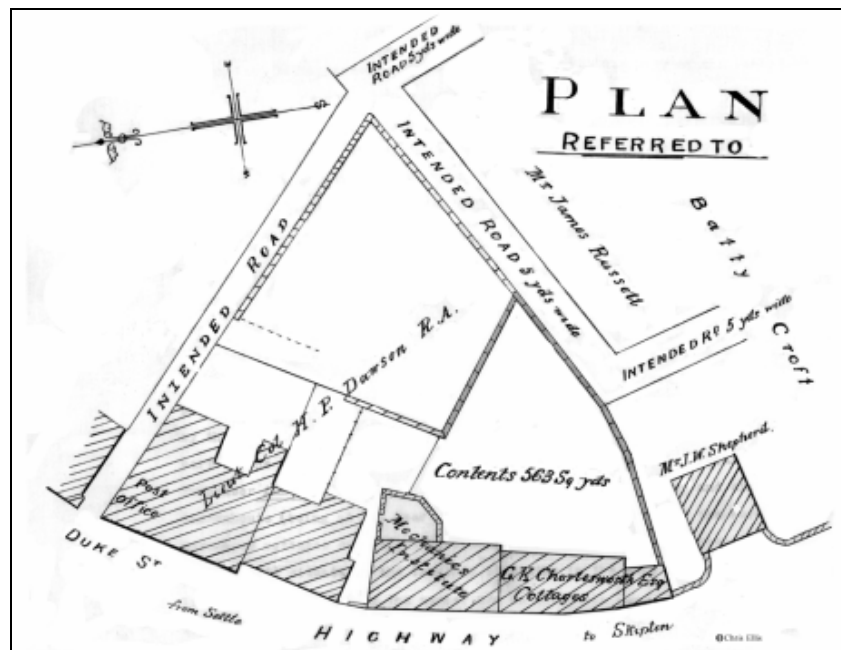 INTENDED
ROAD 5 yds wide
PLAN
REFERRED TO
INTENDED ROAD 5 yds wide
Mr James Russell
Batty
Croft
INTENDED ROAD
INTENDED Rd 5 yds wide
Lieut Col H. P. Dawson R.A.
Mr J. W. Shepherd.
Contents 563 Sq yds
Post
Office
Mechanics
Institute
G. K. Charlesworth Esq
Cottages
DUKE ST
from Settle
HIGHWAY
to Skipton
©Chris Ellis